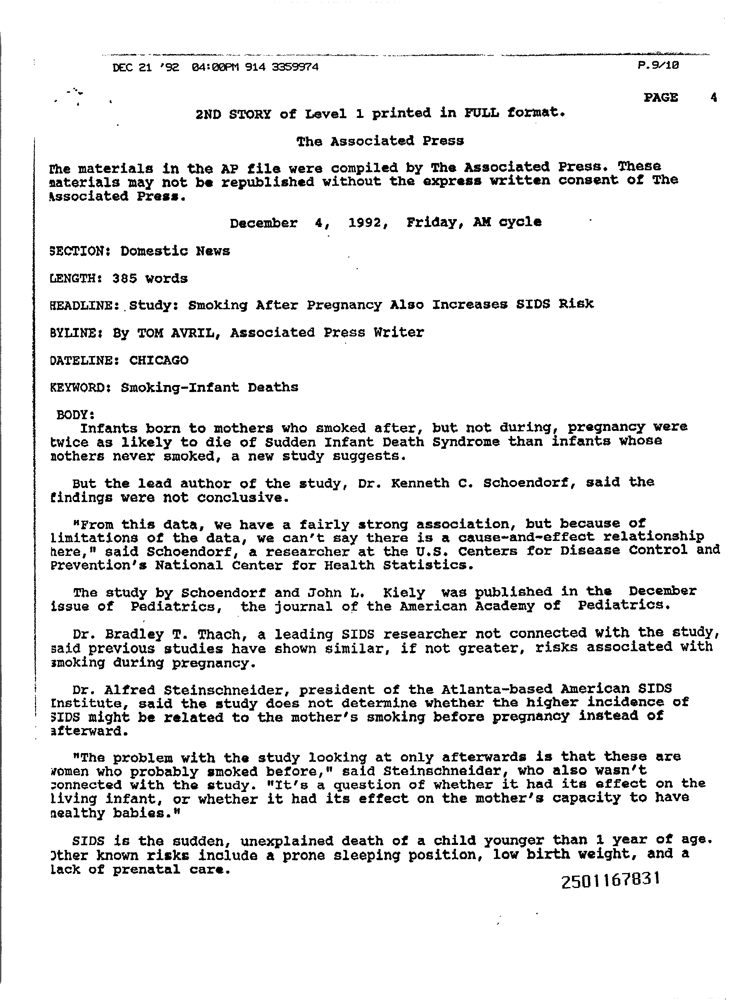 DEC 21 '92 04:00PM 914 3359974 P.9/10
PAGE 4
2ND STORY of Level 1 printed in FULL format.
The Associated Press
The materials in the AP file were compiled by The Associated Press. These
materials may not be republished without the express written consent of The
Associated Press.
December 4, 1992, Friday, AM cycle
SECTION: Domestic News
LENGTH: 385 words
HEADLINE: Study: Smoking After Pregnancy Also Increases SIDS Risk
BYLINE: By TOM AVRIL, Associated Press Writer
DATELINE: CHICAGO
KEYWORD: Smoking-Infant Deaths
BODY:
Infants born to mothers who smoked after, but not during, pregnancy were
twice as likely to die of Sudden Infant Death Syndrome than infants whose
mothers never smoked, a new study suggests.
But the lead author of the study, Dr. Kenneth C. Schoendorf, said the
findings were not conclusive.
"From this data, we have a fairly strong association, but because of
limitations of the data, we can't say there is a cause-and-effect relationship
here," said Schoendorf, a researcher at the U.S. Centers for Disease Control and
Prevention's National Center for Health Statistics.
The study by Schoendorf and John L. Kiely was published in the December
issue of Pediatrics, the journal of the American Academy of Pediatrics.
Dr. Bradley T. Thach, a leading SIDS researcher not connected with the study,
said previous studies have shown similar, if not greater, risks associated with
smoking during pregnancy.
Dr. Alfred Steinschneider, president of the Atlanta-based American SIDS
Institute, said the study does not determine whether the higher incidence of
SIDS might be related to the mother's smoking before pregnancy instead of
afterward.
"The problem with the study looking at only afterwards is that these are
women who probably smoked before," said Steinschneider, who also wasn't
connected with the study. "It's a question of whether it had its effect on the
living infant, or whether it had its effect on the mother's capacity to have
healthy babies."
SIDS is the sudden, unexplained death of a child younger than 1 year of age.
Other known risks include a prone sleeping position, low birth weight, and a
lack of prenatal care.
2501167831